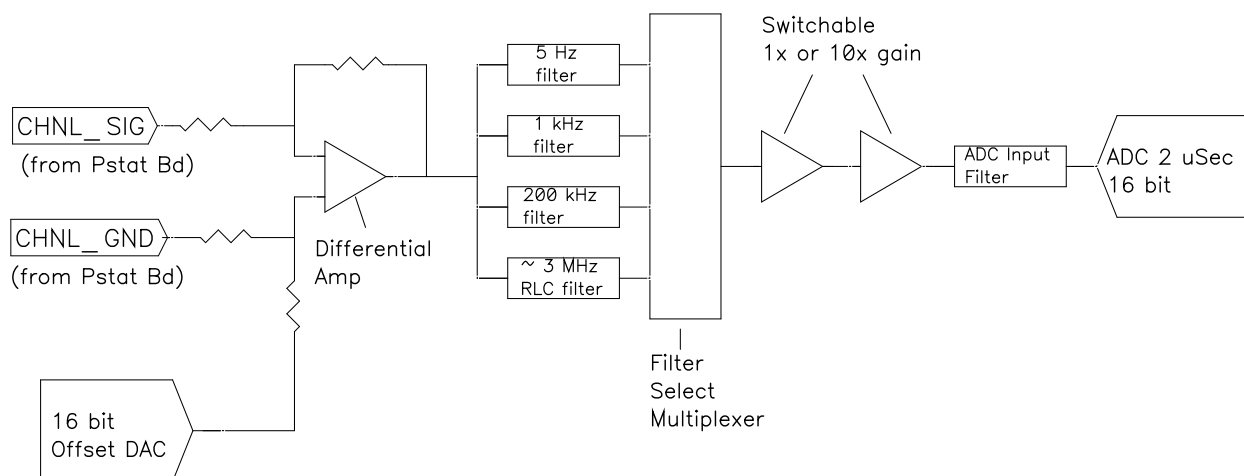 CHNL_SIG
(from Pstat Bd)
CHNL_GND
(from Pstat Bd)
16 bit
Offset DAC
Differential
Amp
5 Hz
filter
1 kHz
filter
200 kHz
filter
~ 3 MHz
RLC filter
Filter
Select
Multiplexer
Switchable
1x or 10x gain
ADC Input
Filter
ADC 2 uSec
16 bit